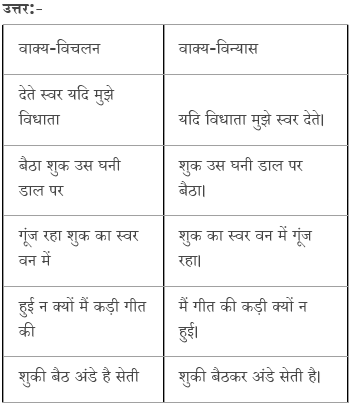 उत्तर:-
वाक्य-विचलन वाक्य-विन्यास
देते स्वर यदि मुझे
विधाता यदि विधाता मुझे स्वर देते।
बैठा शुक उस घनी शुक उस घनी डाल पर
डाल पर बैठा।
गूंज रहा शुक का स्वर शुक का स्वर वन में गूंज
वन में रहा।
हुई न क्यों मैं कड़ी गीत मैं गीत की कड़ी क्यों न
की हुई।
शुकी बैठ अंडे है सेती शुकी बैठकर अंडे सेती है।